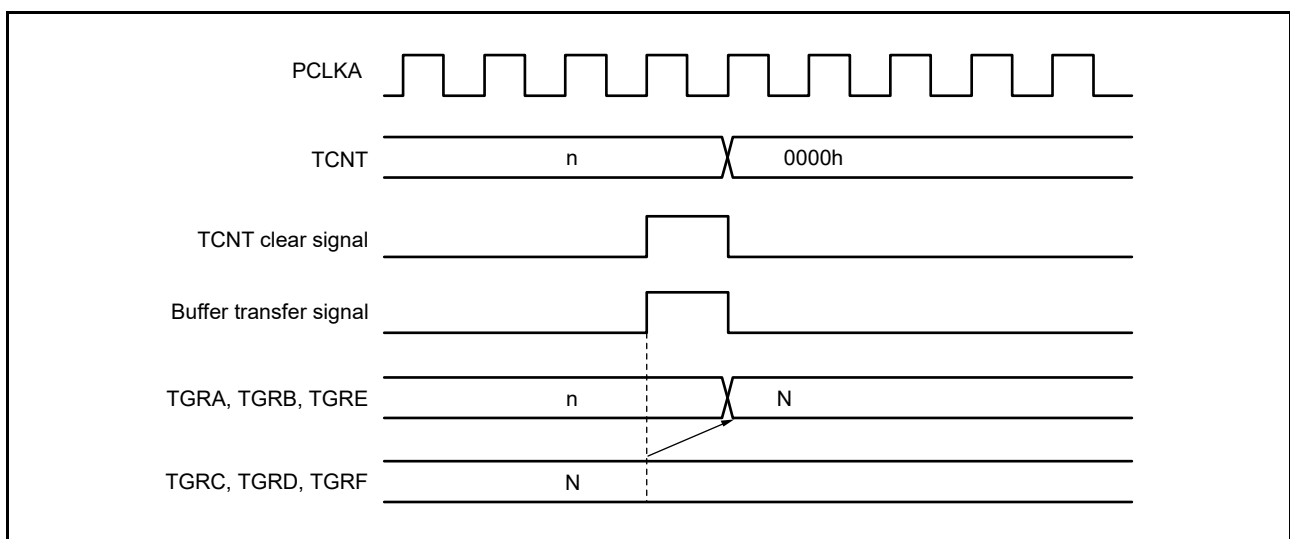 PCLKA
TCNT
n
0000h
TCNT clear signal
Buffer transfer signal
TGRA, TGRB, TGRE
n
N
TGRC, TGRD, TGRF
N